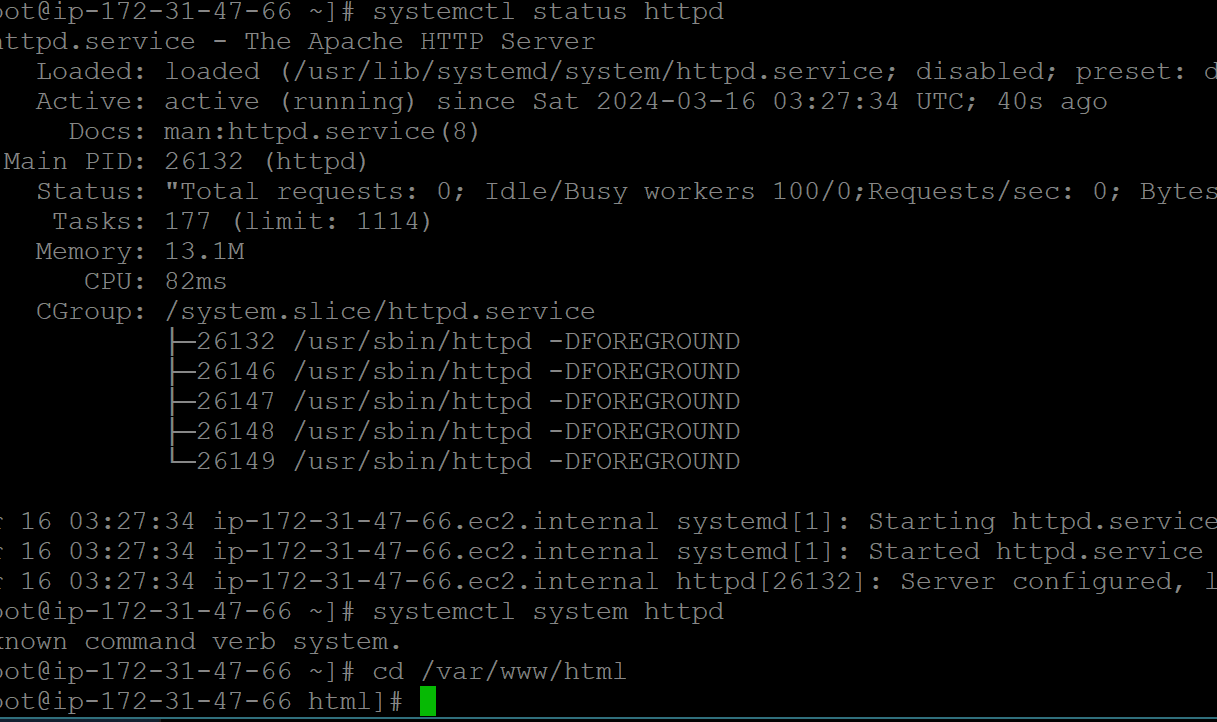 oot@ip-172-31-47-66 ~]# systemctl status httpd
ttpd.service - The Apache HTTP Server
Loaded: loaded (/usr/lib/systemd/system/httpd.service; disabled; preset: d
Active: active (running) since Sat 2024-03-16 03:27:34 UTC; 40s ago
Docs: man:httpd.service(8)
Main PID: 26132 (httpd)
Status: "Total requests: 0; Idle/Busy workers 100/0;Requests/sec: 0; Bytes
Tasks: 177 (limit: 1114)
Memory: 13.1M
CPU: 82ms
CGroup: /system.slice/httpd.service
├─26132 /usr/sbin/httpd -DFOREGROUND
├─26146 /usr/sbin/httpd -DFOREGROUND
├─26147 /usr/sbin/httpd -DFOREGROUND
├─26148 /usr/sbin/httpd -DFOREGROUND
└─26149 /usr/sbin/httpd -DFOREGROUND
r 16 03:27:34 ip-172-31-47-66.ec2.internal systemd[1]: Starting httpd.service
r 16 03:27:34 ip-172-31-47-66.ec2.internal systemd[1]: Started httpd.service
r 16 03:27:34 ip-172-31-47-66.ec2.internal httpd[26132]: Server configured, l
oot@ip-172-31-47-66 ~]# systemctl system httpd
known command verb system.
oot@ip-172-31-47-66 ~]# cd /var/www/html
oot@ip-172-31-47-66 html]#